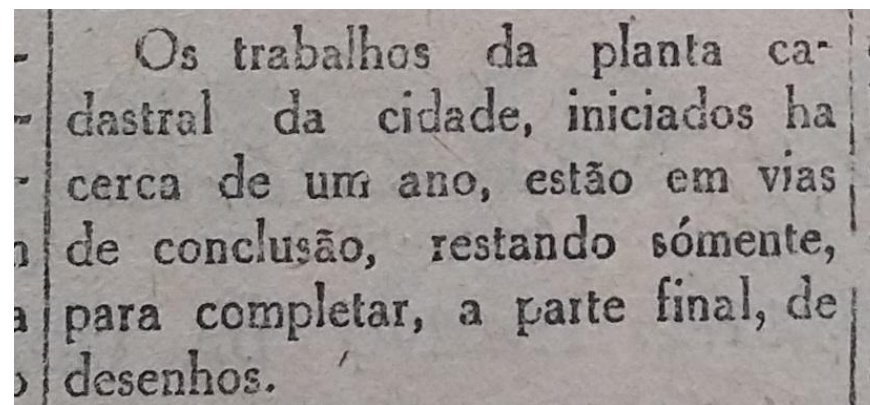 Os trabalhos da planta ca-
dastral da cidade, iniciados ha
cerca de um ano, estão em vias
de conclusão, restando sómente,
para completar, a parte final, de
desenhos.